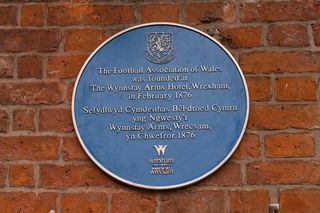 The Football Association of Wales
was founded at
The Wynnstay Arms Hotel, Wrexham,
in February 1876
Sefydlwyd Cymdeithas Bêl-droed Cymru
yng Ngwesty'r
Wynnstay Arms, Wrecsam,
yn Chwefror 1876
wrexham
wrecsam